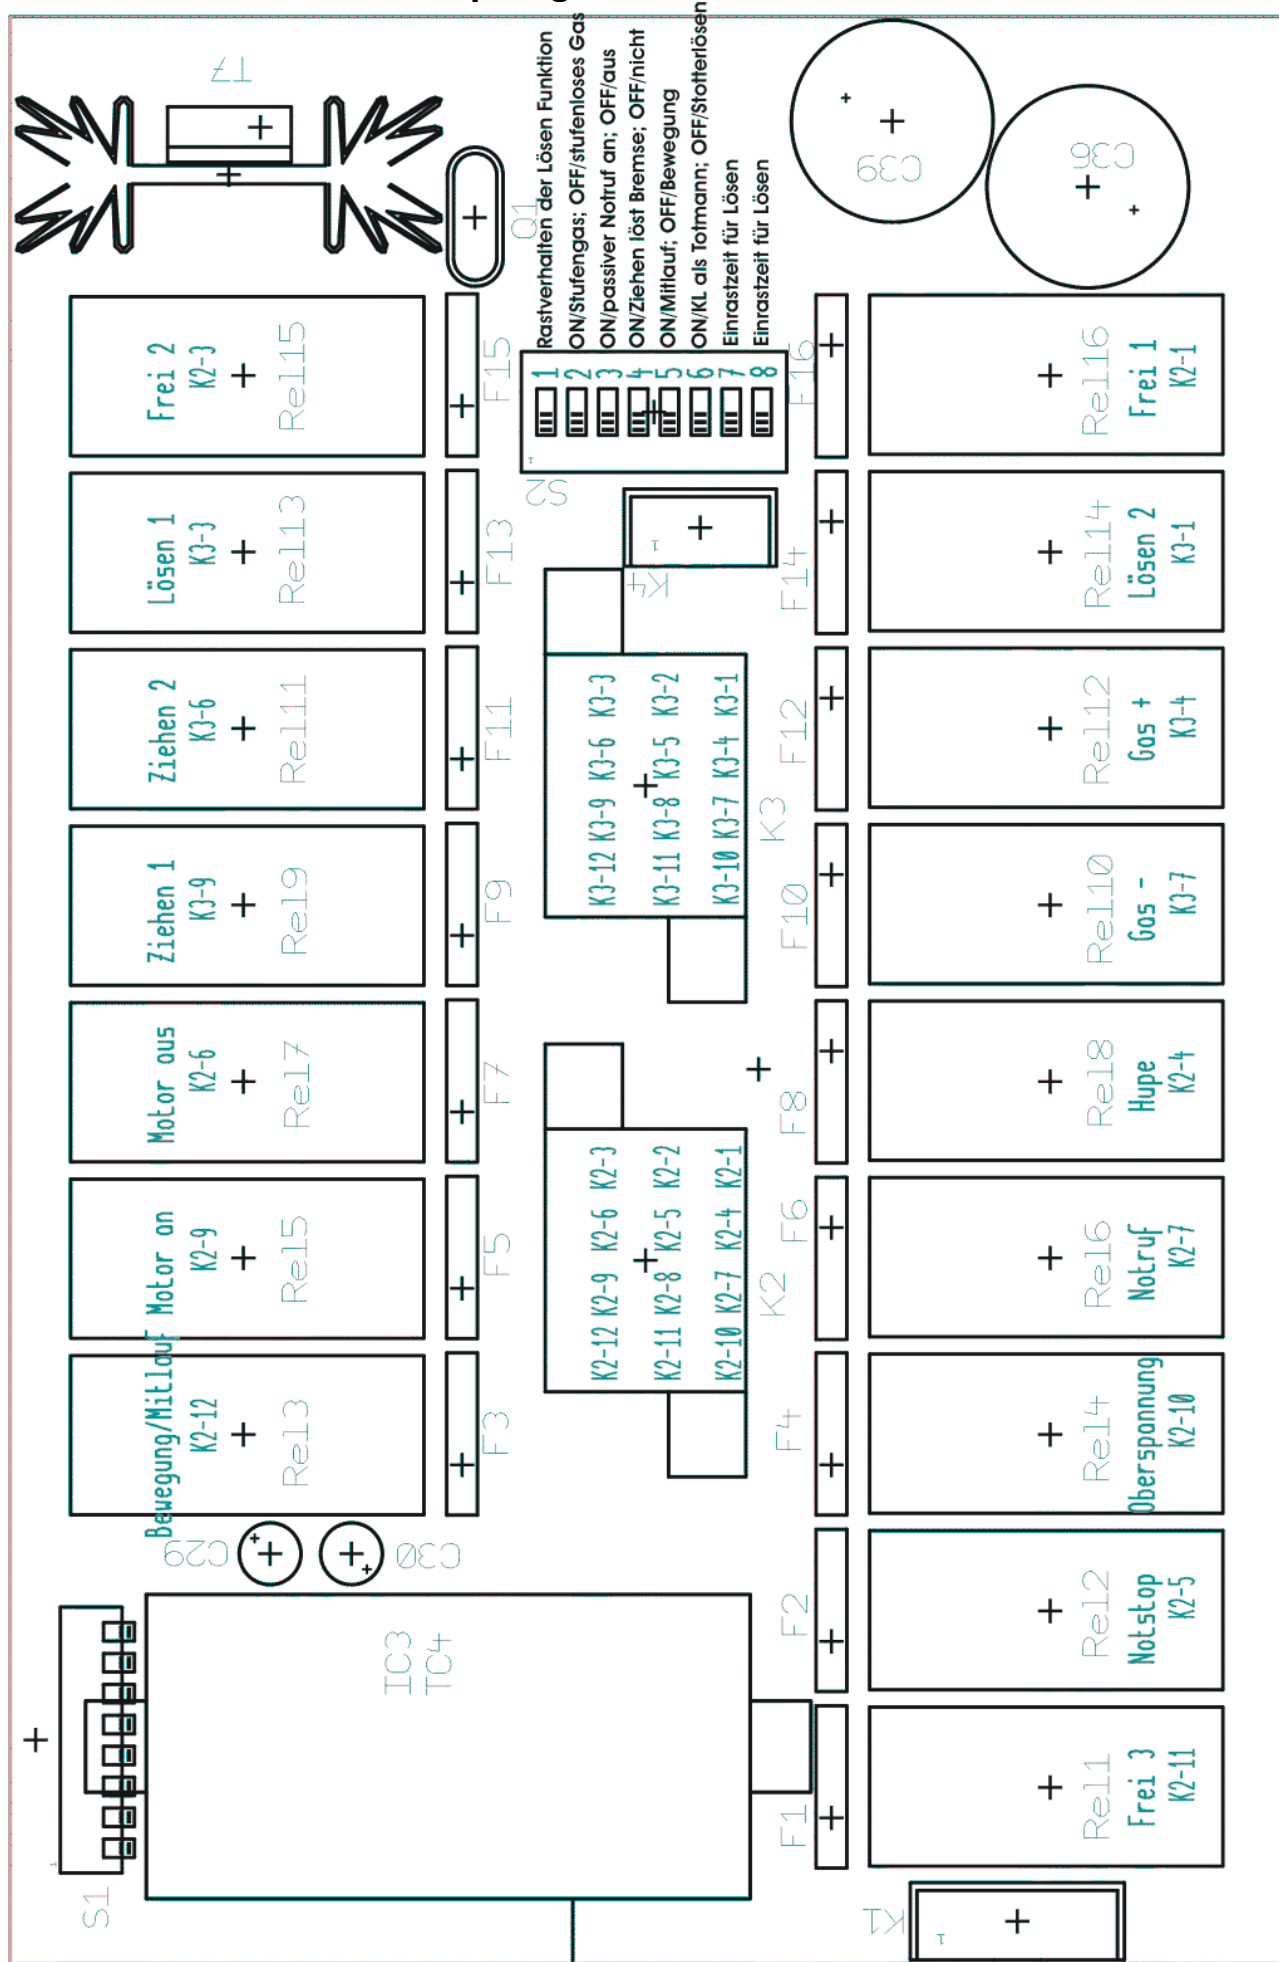 T7
Q1
Rastverhalten der Lösen Funktion
ON/Stufengas; OFF/stufenloses Gas
ON/passiver Notruf an; OFF/aus
ON/Ziehen löst Bremse; OFF/nicht
ON/Mitlauf; OFF/Bewegung
ON/KL als Totmann; OFF/Stotterlösen
Einrastzeit für Lösen
Einrastzeit für Lösen
C39
C36
1
2
3
4
5
6
7
8
1
S2
Frei 2
K2-3
Rel15
F15
F16
Rel16
Frei 1
K2-1
Lösen 1
K3-3
Rel13
F13
1
K4
F14
Rel14
Lösen 2
K3-1
Ziehen 2
K3-6
Rel11
F11
K3-12 K3-9 K3-6 K3-3
K3-11 K3-8 K3-5 K3-2
K3-10 K3-7 K3-4 K3-1
K3
F12
Rel12
Gas +
K3-4
Ziehen 1
K3-9
Rel9
F9
F10
Rel10
Gas -
K3-7
Motor aus
K2-6
Rel7
F7
F8
Rel8
Hupe
K2-4
Motor an
K2-9
Rel5
F5
K2-12 K2-9 K2-6 K2-3
K2-11 K2-8 K2-5 K2-2
K2-10 K2-7 K2-4 K2-1
K2
F6
Rel6
Notruf
K2-7
Bewegung/Mitlauf
K2-12
Rel3
F3
F4
Rel4
Oberspannung
K2-10
C29
C30
F2
Rel2
Notstop
K2-5
IC3
TC4
1
S1
F1
Rel1
Frei 3
K2-11
K1
1